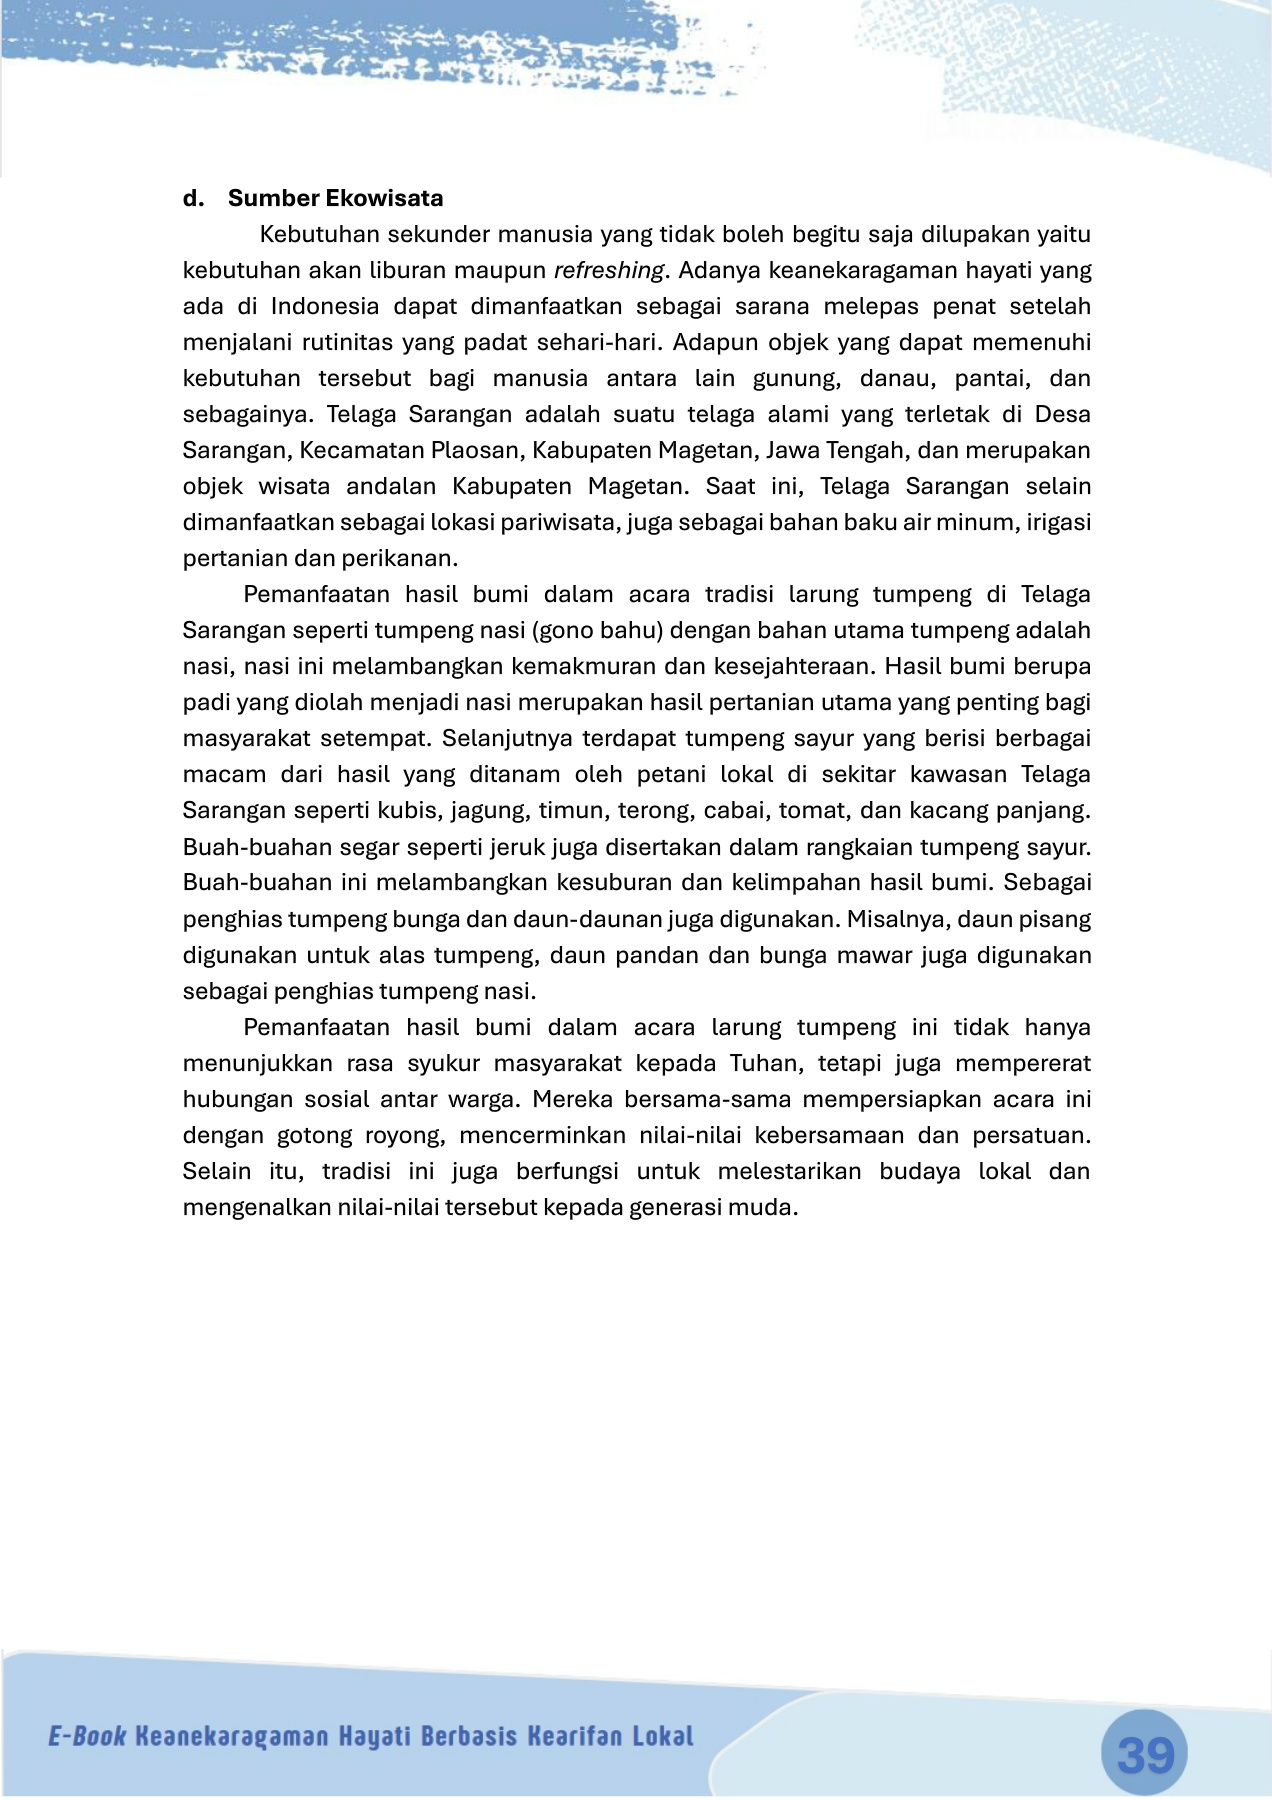 d. Sumber Ekowisata
Kebutuhan sekunder manusia yang tidak boleh begitu saja dilupakan yaitu
kebutuhan akan liburan maupun refreshing. Adanya keanekaragaman hayati yang
ada di Indonesia dapat dimanfaatkan sebagai sarana melepas penat setelah
menjalani rutinitas yang padat sehari-hari. Adapun objek yang dapat memenuhi
kebutuhan tersebut bagi manusia antara lain gunung, danau, pantai, dan
sebagainya. Telaga Sarangan adalah suatu telaga alami yang terletak di Desa
Sarangan, Kecamatan Plaosan, Kabupaten Magetan, Jawa Tengah, dan merupakan
objek wisata andalan Kabupaten Magetan. Saat ini, Telaga Sarangan selain
dimanfaatkan sebagai lokasi pariwisata, juga sebagai bahan baku air minum, irigasi
pertanian dan perikanan.
Pemanfaatan hasil bumi dalam acara tradisi larung tumpeng di Telaga
Sarangan seperti tumpeng nasi (gono bahu) dengan bahan utama tumpeng adalah
nasi, nasi ini melambangkan kemakmuran dan kesejahteraan. Hasil bumi berupa
padi yang diolah menjadi nasi merupakan hasil pertanian utama yang penting bagi
masyarakat setempat. Selanjutnya terdapat tumpeng sayur yang berisi berbagai
macam dari hasil yang ditanam oleh petani lokal di sekitar kawasan Telaga
Sarangan seperti kubis, jagung, timun, terong, cabai, tomat, dan kacang panjang.
Buah-buahan segar seperti jeruk juga disertakan dalam rangkaian tumpeng sayur.
Buah-buahan ini melambangkan kesuburan dan kelimpahan hasil bumi. Sebagai
penghias tumpeng bunga dan daun-daunan juga digunakan. Misalnya, daun pisang
digunakan untuk alas tumpeng, daun pandan dan bunga mawar juga digunakan
sebagai penghias tumpeng nasi.
Pemanfaatan hasil bumi dalam acara larung tumpeng ini tidak hanya
menunjukkan rasa syukur masyarakat kepada Tuhan, tetapi juga mempererat
hubungan sosial antar warga. Mereka bersama-sama mempersiapkan acara ini
dengan gotong royong, mencerminkan nilai-nilai kebersamaan dan persatuan.
Selain itu, tradisi ini juga berfungsi untuk melestarikan budaya lokal dan
mengenalkan nilai-nilai tersebut kepada generasi muda.
E-Book Keanekaragaman Hayati Berbasis Kearifan Lokal
39